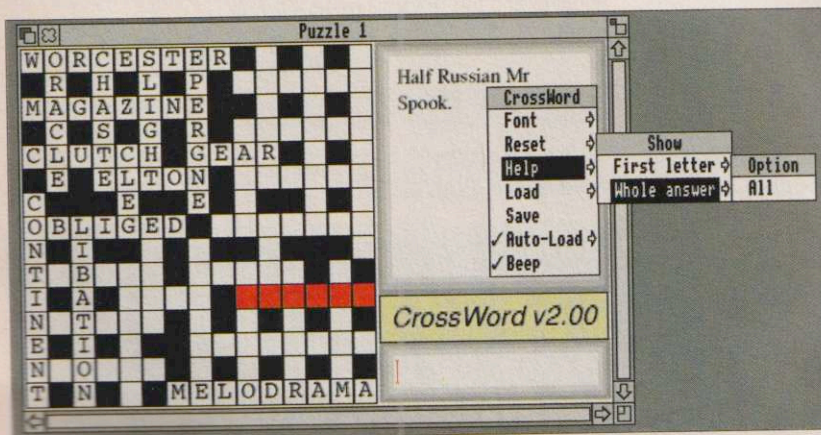 Puzzle 1
WORCESTER
R H L P
MAGAZINE
C S G R
CLUTCH GEAR
E ELTON
C E E
OBLIGED
N I
T B
I A
N T
E I
N O
T N MELODRAMA
Half Russian Mr
Spook.
CrossWord
Font
Reset
Help
Load
Save
✓Auto-Load
✓Beep
Show
First letter
Whole answer
Option
All
CrossWord v2.00